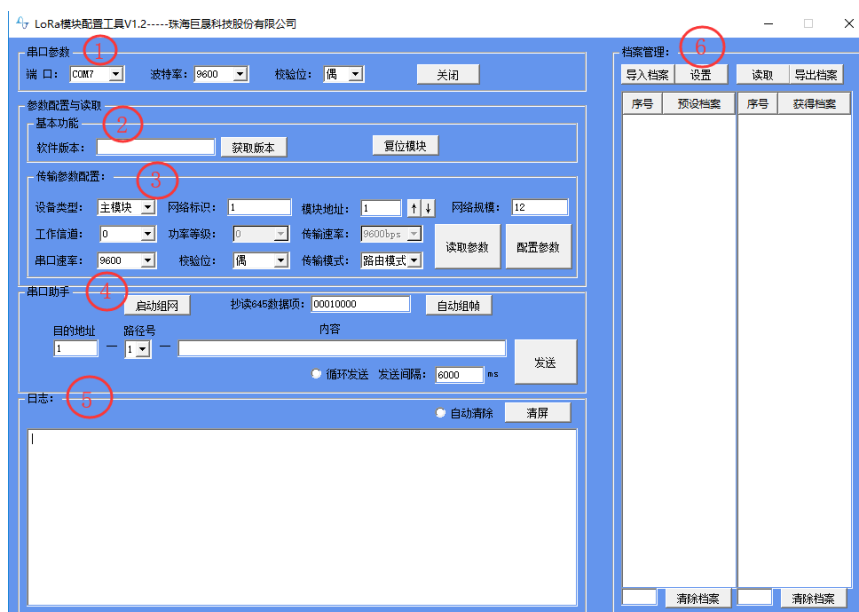 LoRa模块配置工具V1.2-----珠海巨晟科技股份有限公司
串口参数 ①
端 口: COM7 波特率: 9600 校验位: 偶 关闭
参数配置与读取
基本功能 ②
软件版本: 获取版本 复位模块
传输参数配置: ③
设备类型: 主模块 网络标识: 1 模块地址: 1 ↑ ↓ 网络规模: 12
工作信道: 0 功率等级: 0 传输速率: 9600bps 读取参数 配置参数
串口速率: 9600 校验位: 偶 传输模式: 路由模式
串口助手 ④
启动组网 抄读645数据项: 00010000 自动组帧
目的地址 路径号 内容
1 — 1 — 发送
循环发送 发送间隔: 6000 ms
日志: ⑤
自动清除 清屏
档案管理: ⑥
导入档案 设置 读取 导出档案
序号 预设档案 序号 获得档案
清除档案 清除档案